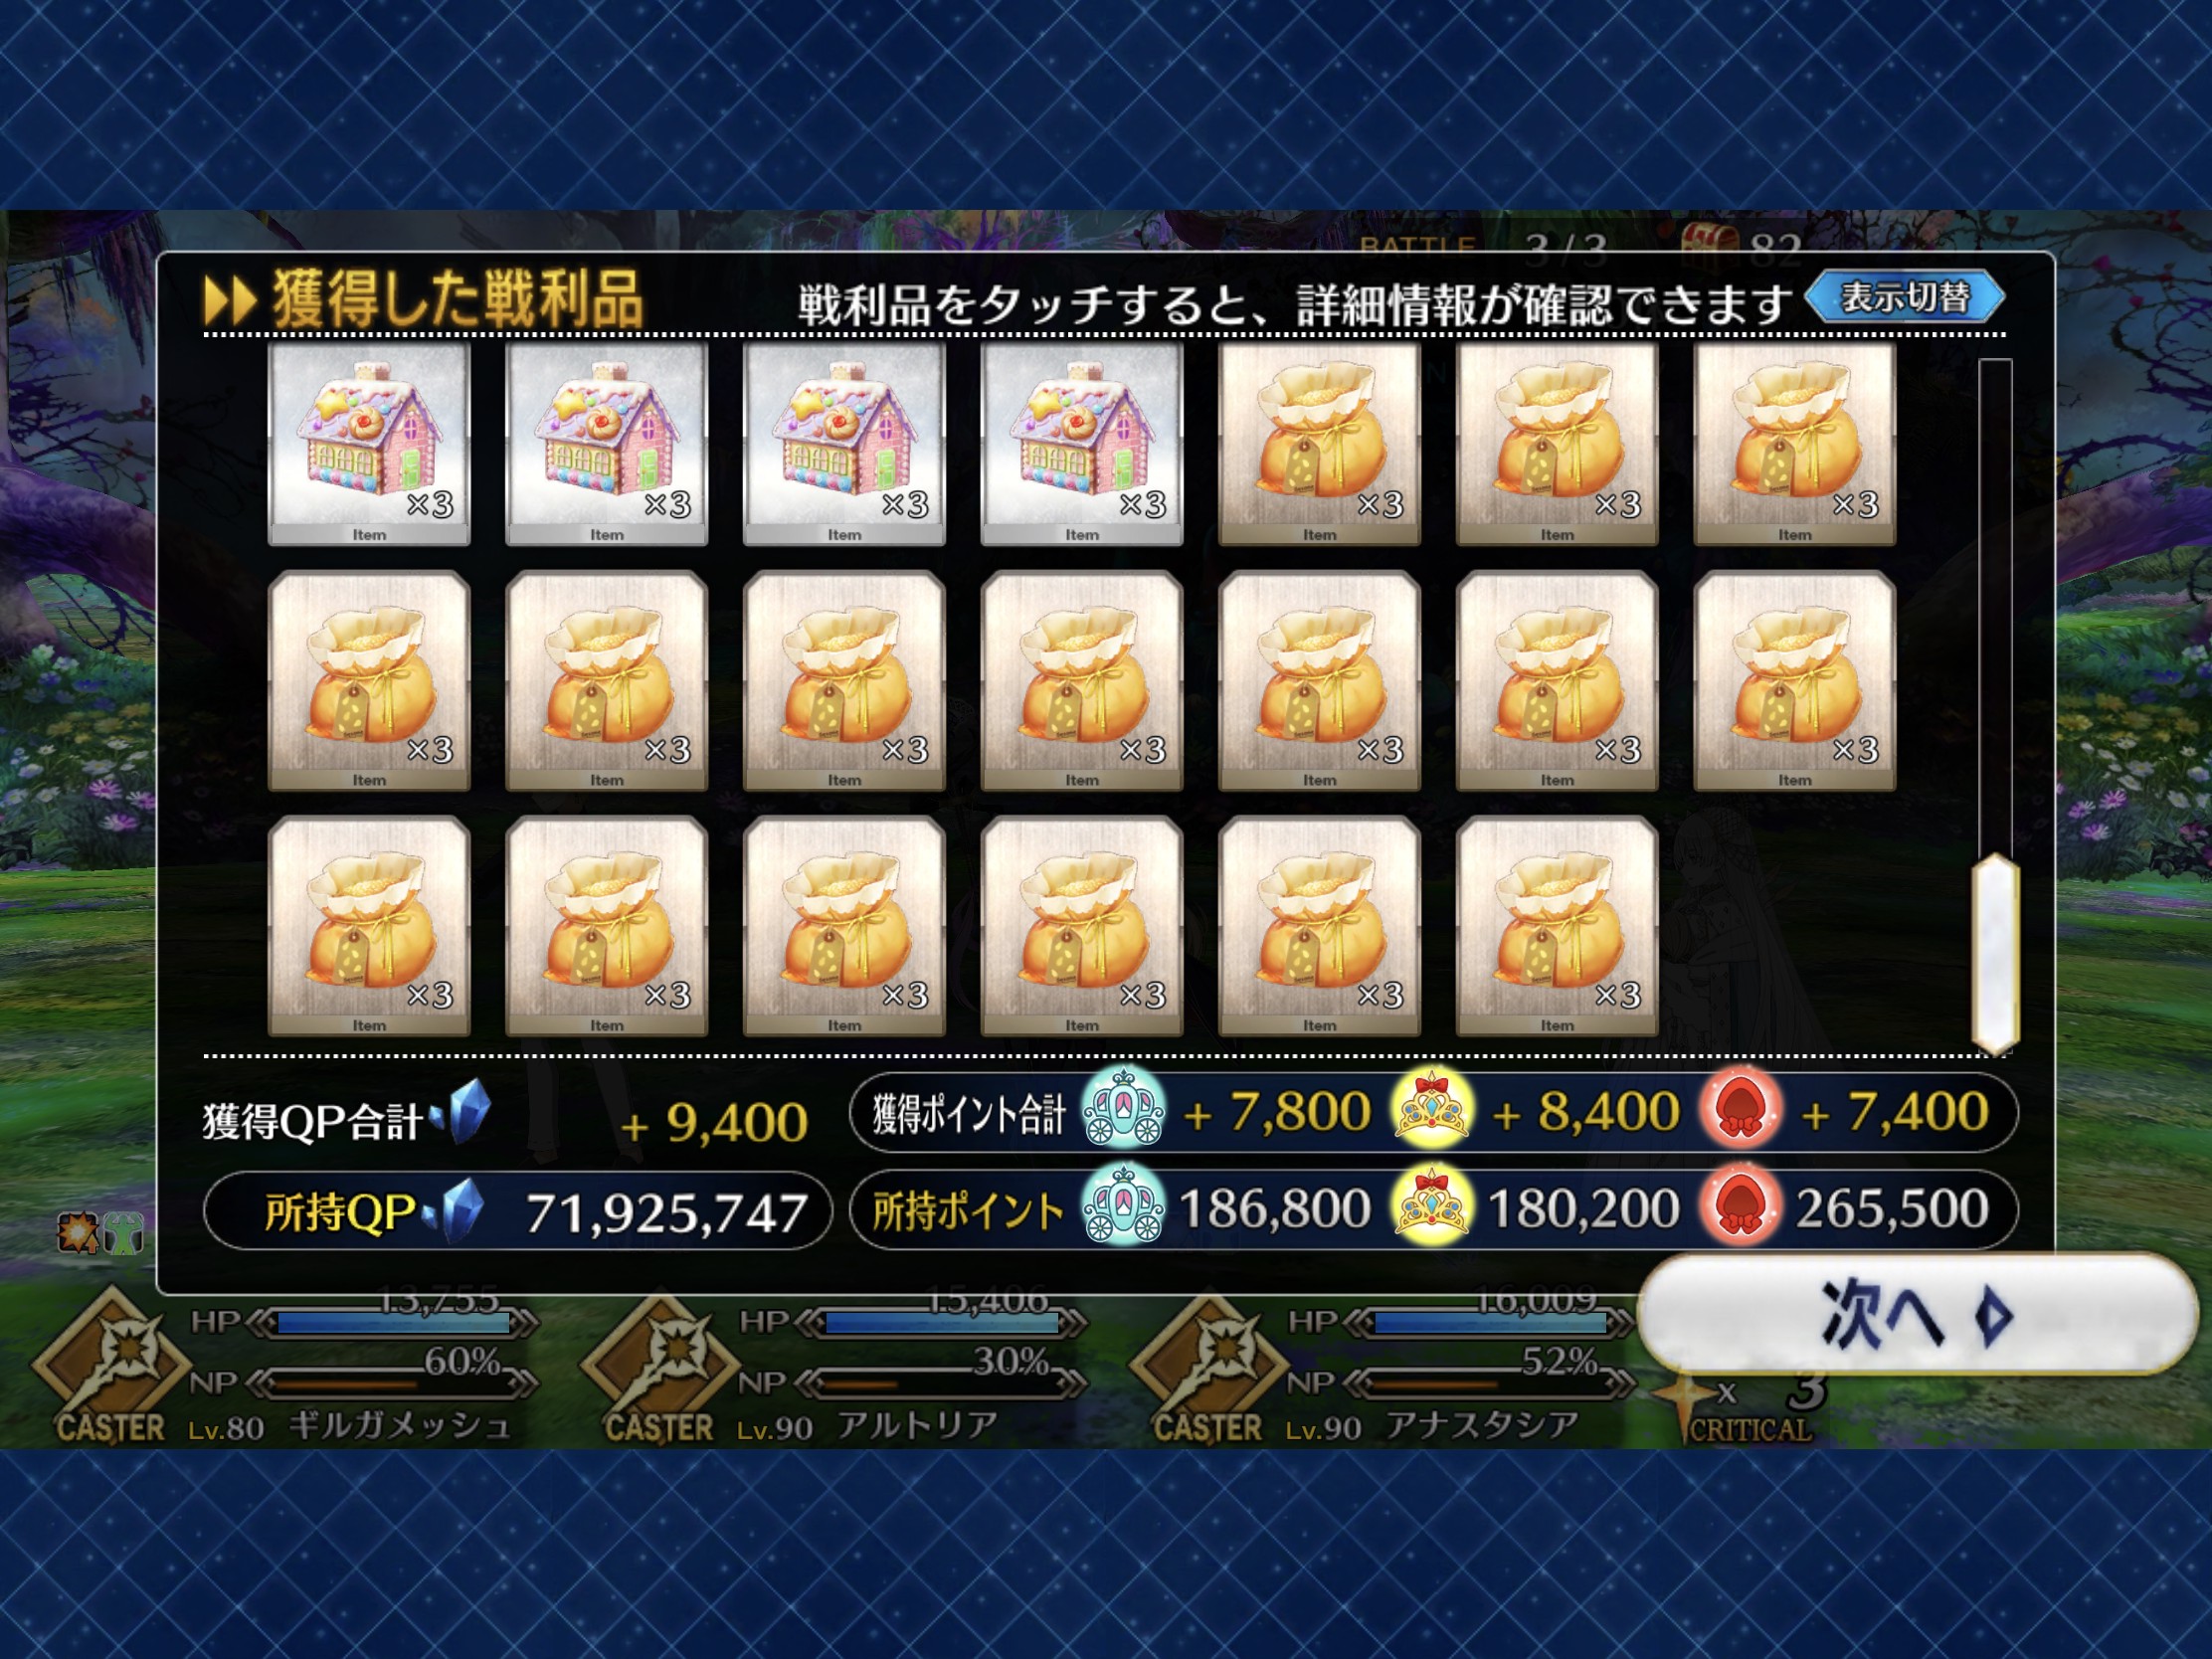 BATTLE 3/3 82
獲得した戦利品 戦利品をタッチすると、詳細情報が確認できます 表示切替
×3 ×3 ×3 ×3 ×3 ×3 ×3
Item Item Item Item Item Item Item
×3 ×3 ×3 ×3 ×3 ×3 ×3
Item Item Item Item Item Item Item
×3 ×3 ×3 ×3 ×3 ×3
Item Item Item Item Item Item
獲得QP合計 + 9,400 獲得ポイント合計 + 7,800 + 8,400 + 7,400
所持QP 71,925,747 所持ポイント 186,800 180,200 265,500
次へ
HP 13,755 HP 15,406 HP 16,009
NP 60% NP 30% NP 52% x 3
CASTER Lv.80 ギルガメッシュ CASTER Lv.90 アルトリア CASTER Lv.90 アナスタシア CRITICAL